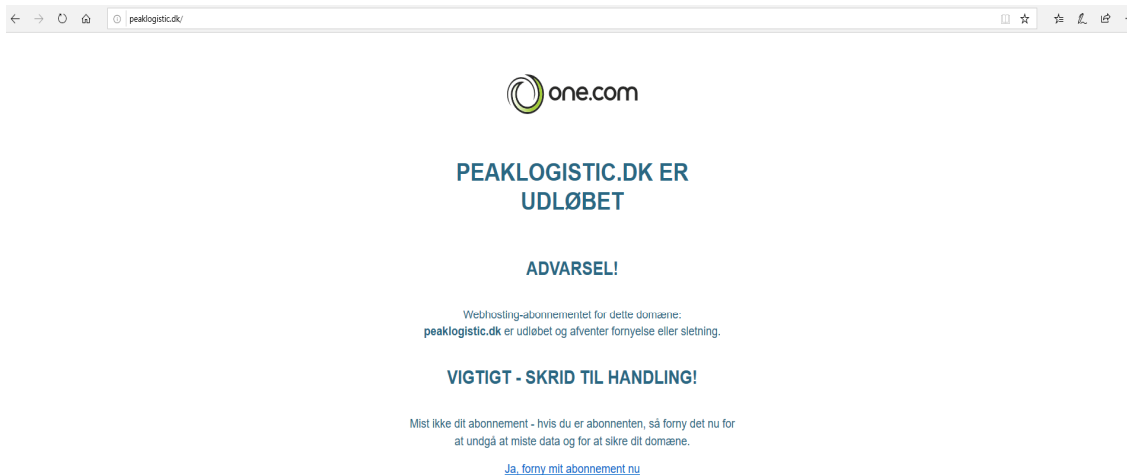 peaklogistic.dk/
one.com
PEAKLOGISTIC.DK ER
UDLØBET
ADVARSEL!
Webhosting-abonnementet for dette domæne:
peaklogistic.dk er udløbet og afventer fornyelse eller sletning.
VIGTIGT - SKRID TIL HANDLING!
Mist ikke dit abonnement - hvis du er abonnenten, så forny det nu for
at undgå at miste data og for at sikre dit domæne.
Ja, forny mit abonnement nu